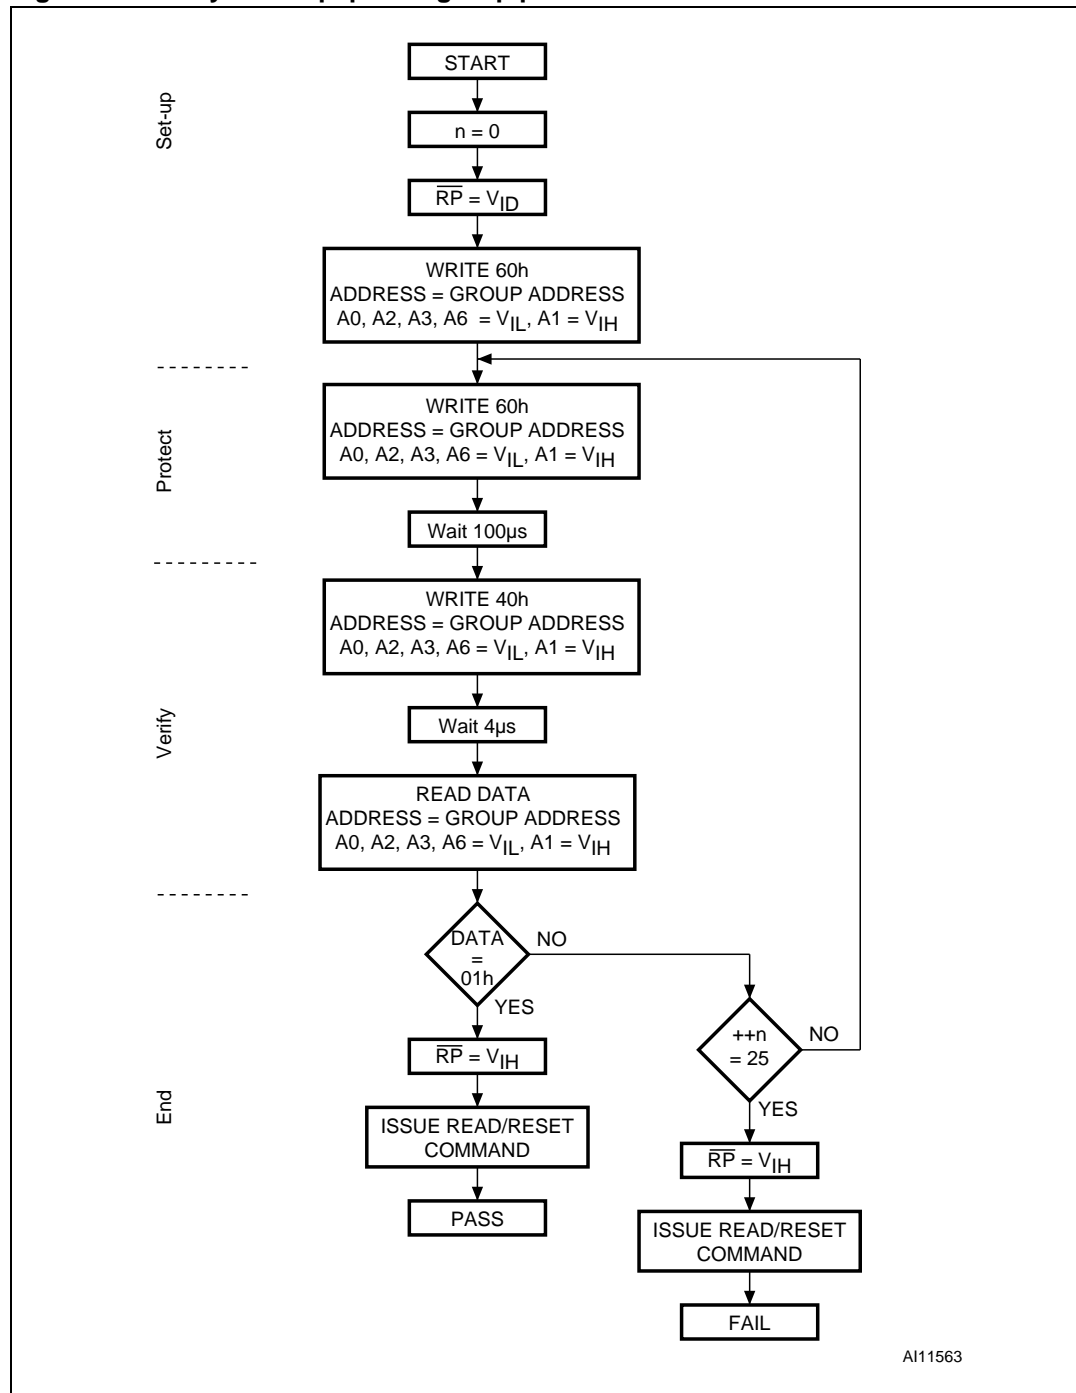 START
Set-up
n = 0
RP = VID
WRITE 60h
ADDRESS = GROUP ADDRESS
A0, A2, A3, A6 = VIL, A1 = VIH
Protect
WRITE 60h
ADDRESS = GROUP ADDRESS
A0, A2, A3, A6 = VIL, A1 = VIH
Wait 100µs
WRITE 40h
ADDRESS = GROUP ADDRESS
A0, A2, A3, A6 = VIL, A1 = VIH
Verify
Wait 4µs
READ DATA
ADDRESS = GROUP ADDRESS
A0, A2, A3, A6 = VIL, A1 = VIH
DATA
=
01h
NO
YES
++n
= 25
NO
YES
End
RP = VIH
ISSUE READ/RESET
COMMAND
PASS
RP = VIH
ISSUE READ/RESET
COMMAND
FAIL
AI11563